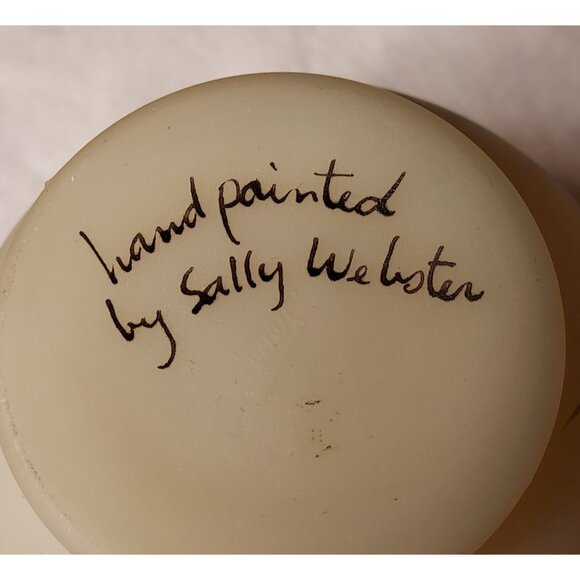 hand painted
by Sally Webster